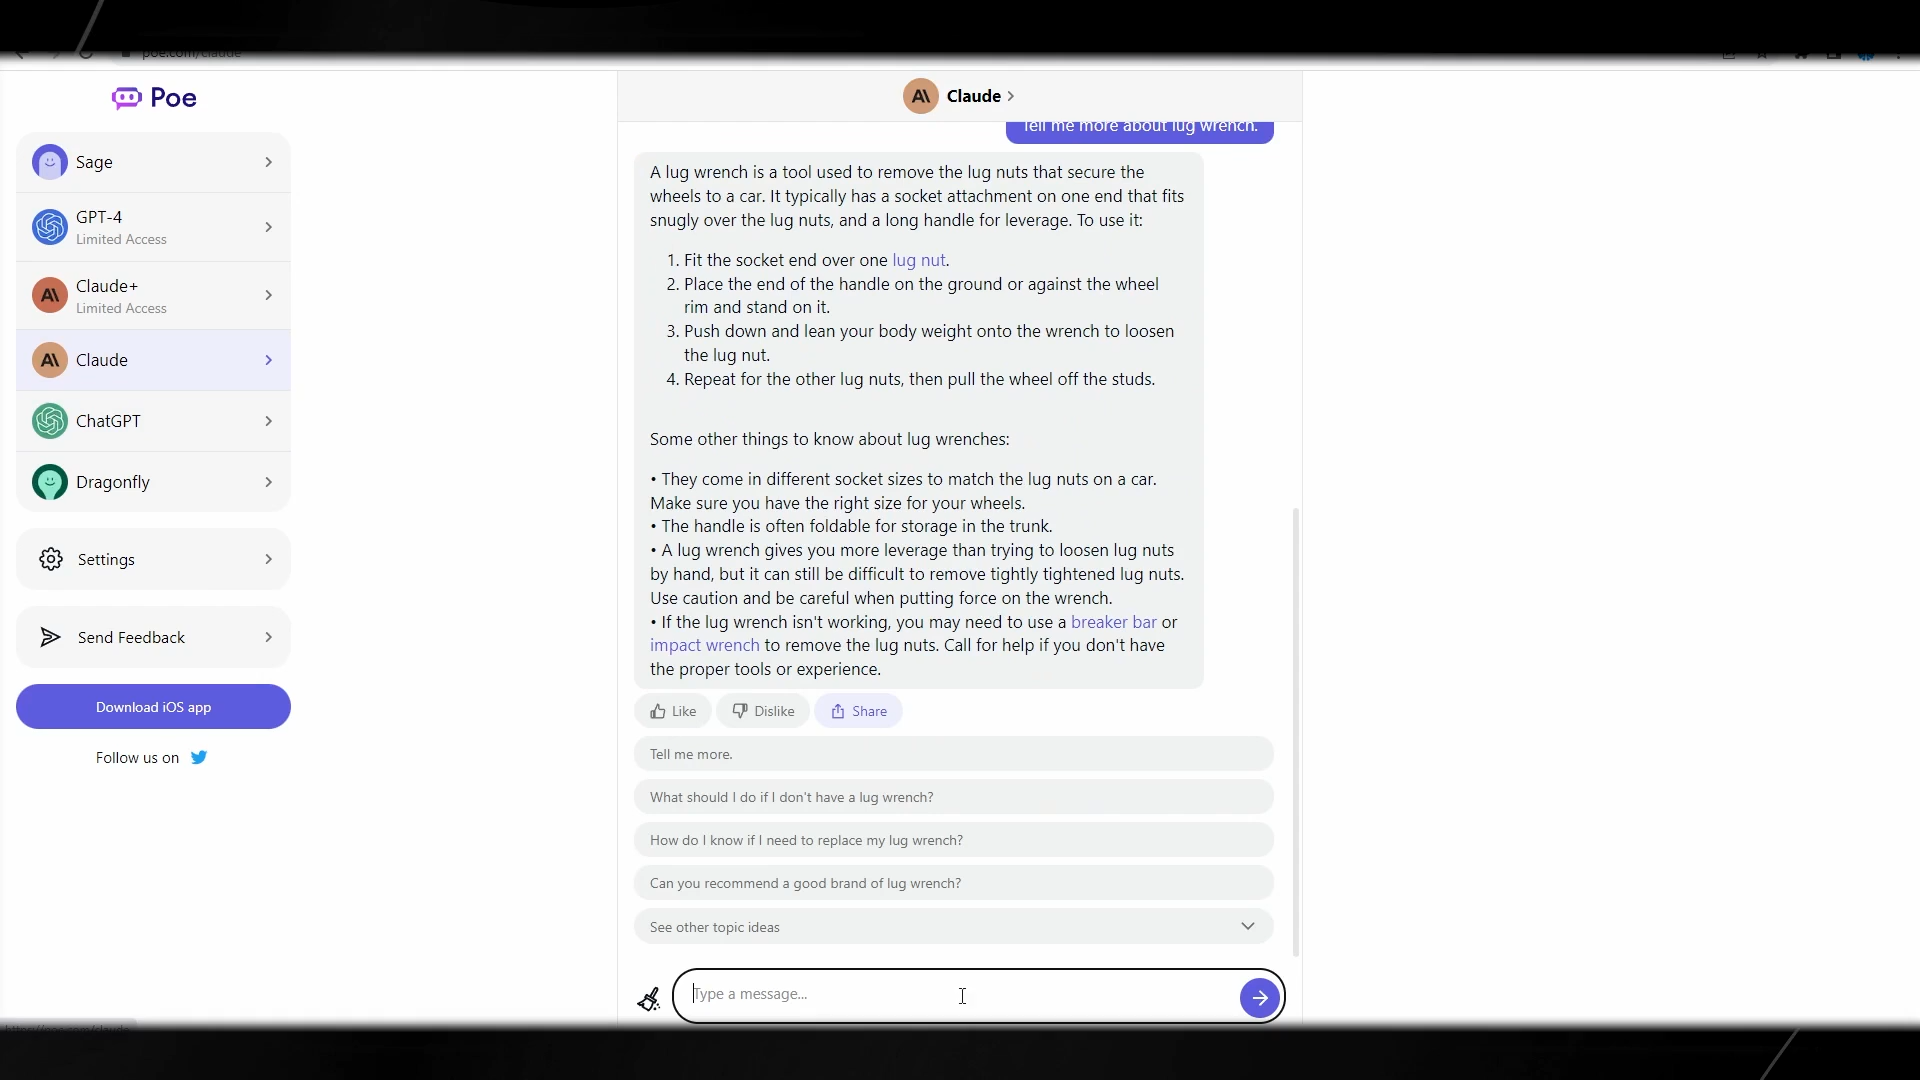 poe.com/claude
Poe
Sage
GPT-4
Limited Access
Claude+
Limited Access
Claude
ChatGPT
Dragonfly
Settings
Send Feedback
Download iOS app
Follow us on
Claude
Tell me more about lug wrench.
A lug wrench is a tool used to remove the lug nuts that secure the
wheels to a car. It typically has a socket attachment on one end that fits
snugly over the lug nuts, and a long handle for leverage. To use it:
1. Fit the socket end over one lug nut.
2. Place the end of the handle on the ground or against the wheel
rim and stand on it.
3. Push down and lean your body weight onto the wrench to loosen
the lug nut.
4. Repeat for the other lug nuts, then pull the wheel off the studs.
Some other things to know about lug wrenches:
• They come in different socket sizes to match the lug nuts on a car.
Make sure you have the right size for your wheels.
• The handle is often foldable for storage in the trunk.
• A lug wrench gives you more leverage than trying to loosen lug nuts
by hand, but it can still be difficult to remove tightly tightened lug nuts.
Use caution and be careful when putting force on the wrench.
• If the lug wrench isn't working, you may need to use a breaker bar or
impact wrench to remove the lug nuts. Call for help if you don't have
the proper tools or experience.
Like
Dislike
Share
Tell me more.
What should I do if I don't have a lug wrench?
How do I know if I need to replace my lug wrench?
Can you recommend a good brand of lug wrench?
See other topic ideas
Type a message...